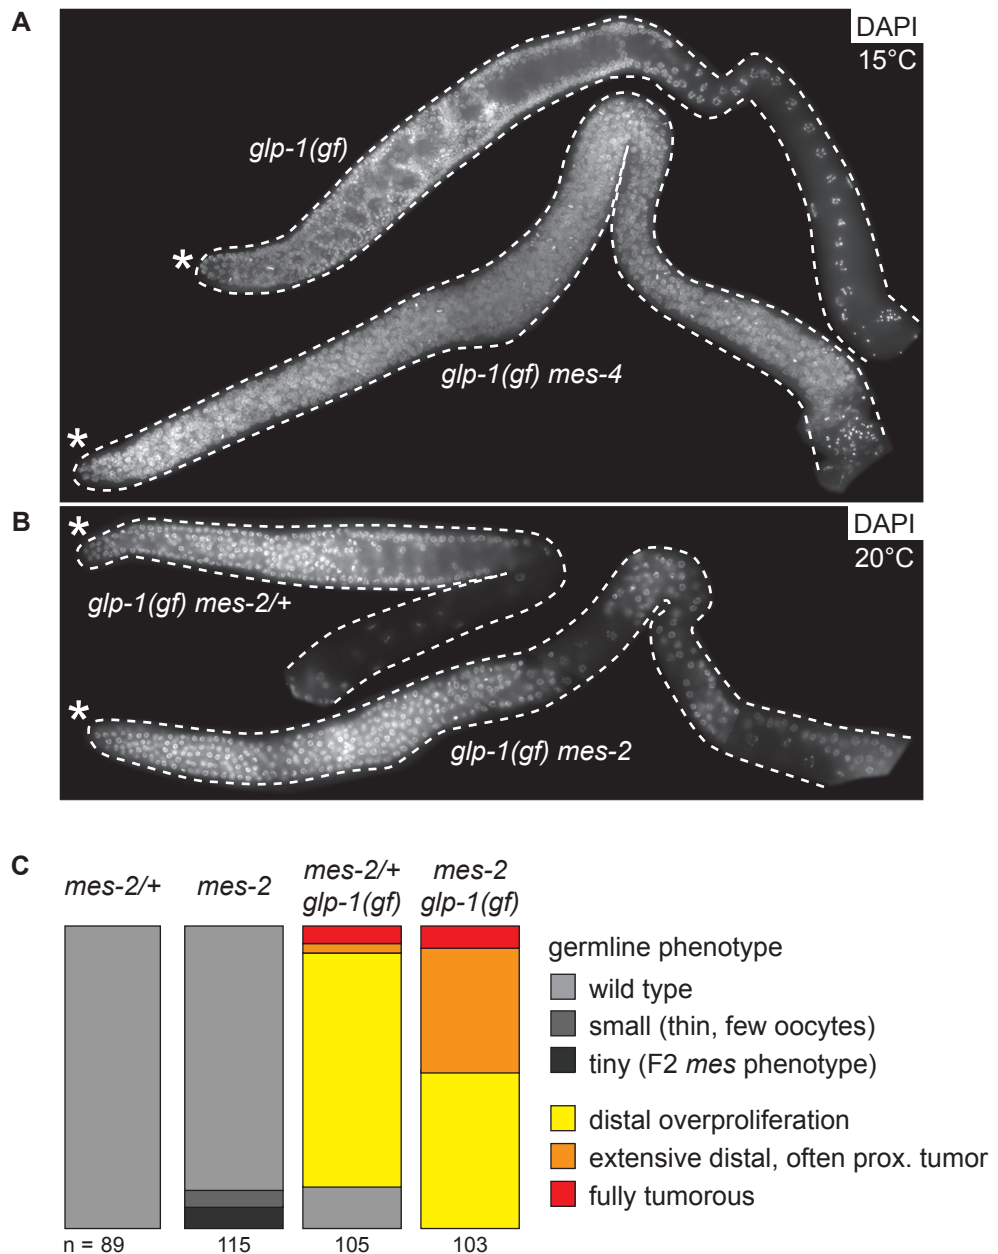 A
DAPI
15°C
glp-1(gf)
*
glp-1(gf) mes-4
*
B
*
DAPI
20°C
glp-1(gf) mes-2/+
*
glp-1(gf) mes-2
C
mes-2/+
mes-2
mes-2/+
glp-1(gf)
mes-2
glp-1(gf)
germline phenotype
wild type
small (thin, few oocytes)
tiny (F2 mes phenotype)
distal overproliferation
extensive distal, often prox. tumor
fully tumorous
n = 89
115
105
103